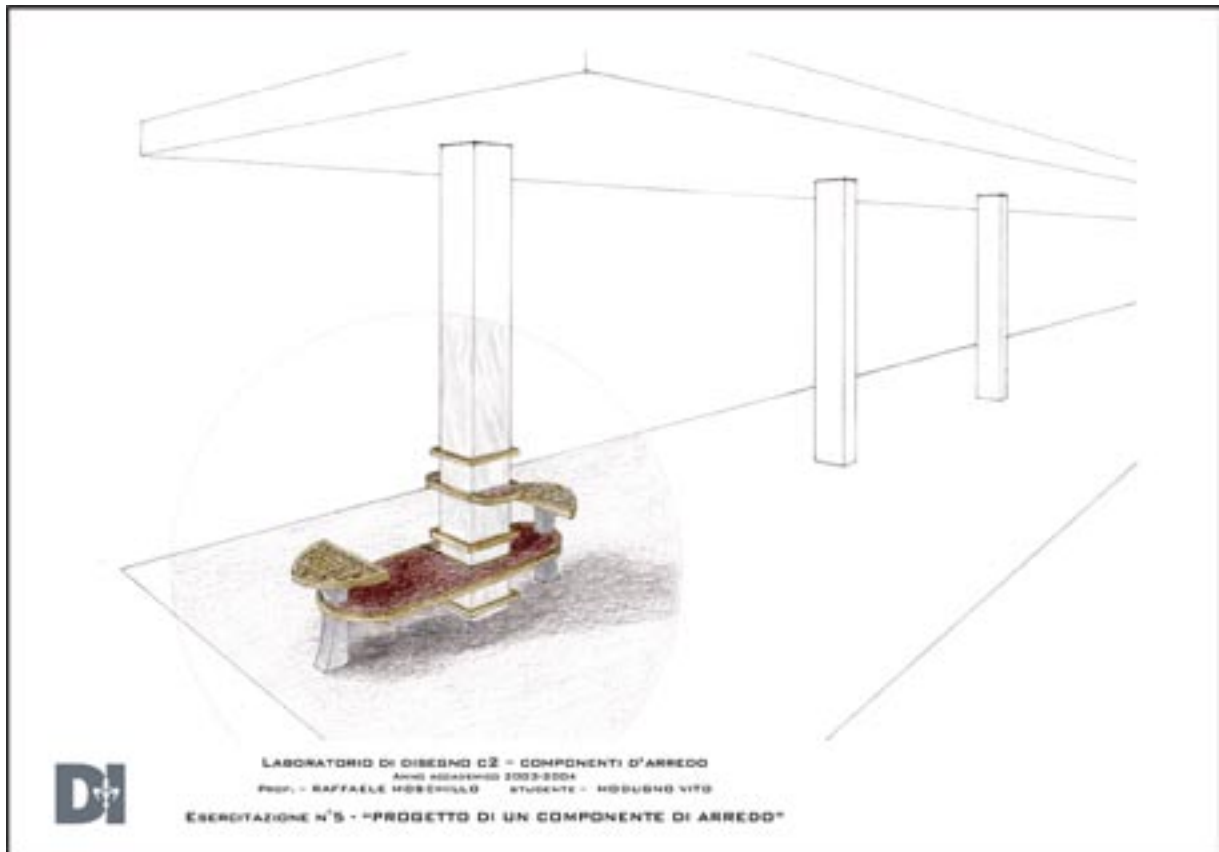 LABORATORIO DI DISEGNO C2 - COMPONENTI D'ARREDO
ANNO ACCADEMICO 2003-2004
PROF. - RAFFAELE MOSCHILLO STUDENTE - MODUGNO VITO
DI
ESERCITAZIONE N°5 - "PROGETTO DI UN COMPONENTE DI ARREDO"